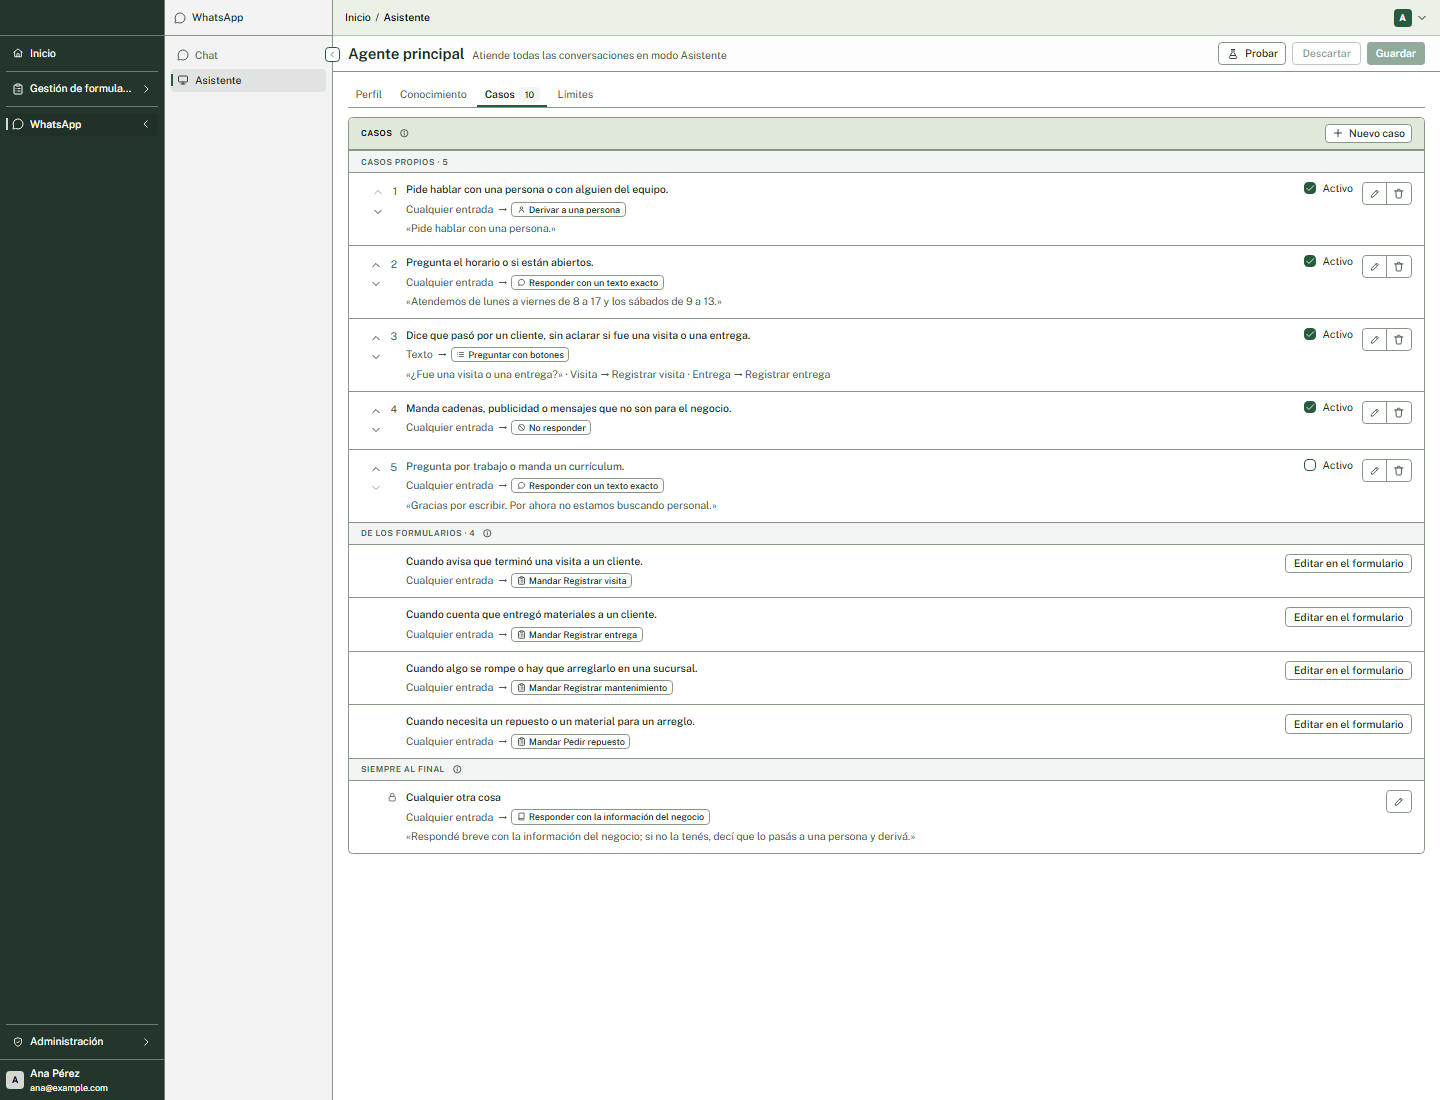 WhatsApp
Inicio / Asistente
A
Inicio
Gestión de formula...
WhatsApp
Chat
Asistente
Agente principal
Atiende todas las conversaciones en modo Asistente
Probar
Descartar
Guardar
Perfil
Conocimiento
Casos 10
Límites
CASOS
Nuevo caso
CASOS PROPIOS · 5
1 Pide hablar con una persona o con alguien del equipo.
Activo
Cualquier entrada → Derivar a una persona
«Pide hablar con una persona.»
2 Pregunta el horario o si están abiertos.
Activo
Cualquier entrada → Responder con un texto exacto
«Atendemos de lunes a viernes de 8 a 17 y los sábados de 9 a 13.»
3 Dice que pasó por un cliente, sin aclarar si fue una visita o una entrega.
Activo
Texto → Preguntar con botones
«¿Fue una visita o una entrega?» · Visita → Registrar visita · Entrega → Registrar entrega
4 Manda cadenas, publicidad o mensajes que no son para el negocio.
Activo
Cualquier entrada → No responder
5 Pregunta por trabajo o manda un currículum.
Activo
Cualquier entrada → Responder con un texto exacto
«Gracias por escribir. Por ahora no estamos buscando personal.»
DE LOS FORMULARIOS · 4
Cuando avisa que terminó una visita a un cliente.
Editar en el formulario
Cualquier entrada → Mandar Registrar visita
Cuando cuenta que entregó materiales a un cliente.
Editar en el formulario
Cualquier entrada → Mandar Registrar entrega
Cuando algo se rompe o hay que arreglarlo en una sucursal.
Editar en el formulario
Cualquier entrada → Mandar Registrar mantenimiento
Cuando necesita un repuesto o un material para un arreglo.
Editar en el formulario
Cualquier entrada → Mandar Pedir repuesto
SIEMPRE AL FINAL
Cualquier otra cosa
Cualquier entrada → Responder con la información del negocio
«Respondé breve con la información del negocio; si no la tenés, decí que lo pasás a una persona y derivá.»
Administración
A
Ana Pérez
ana@example.com